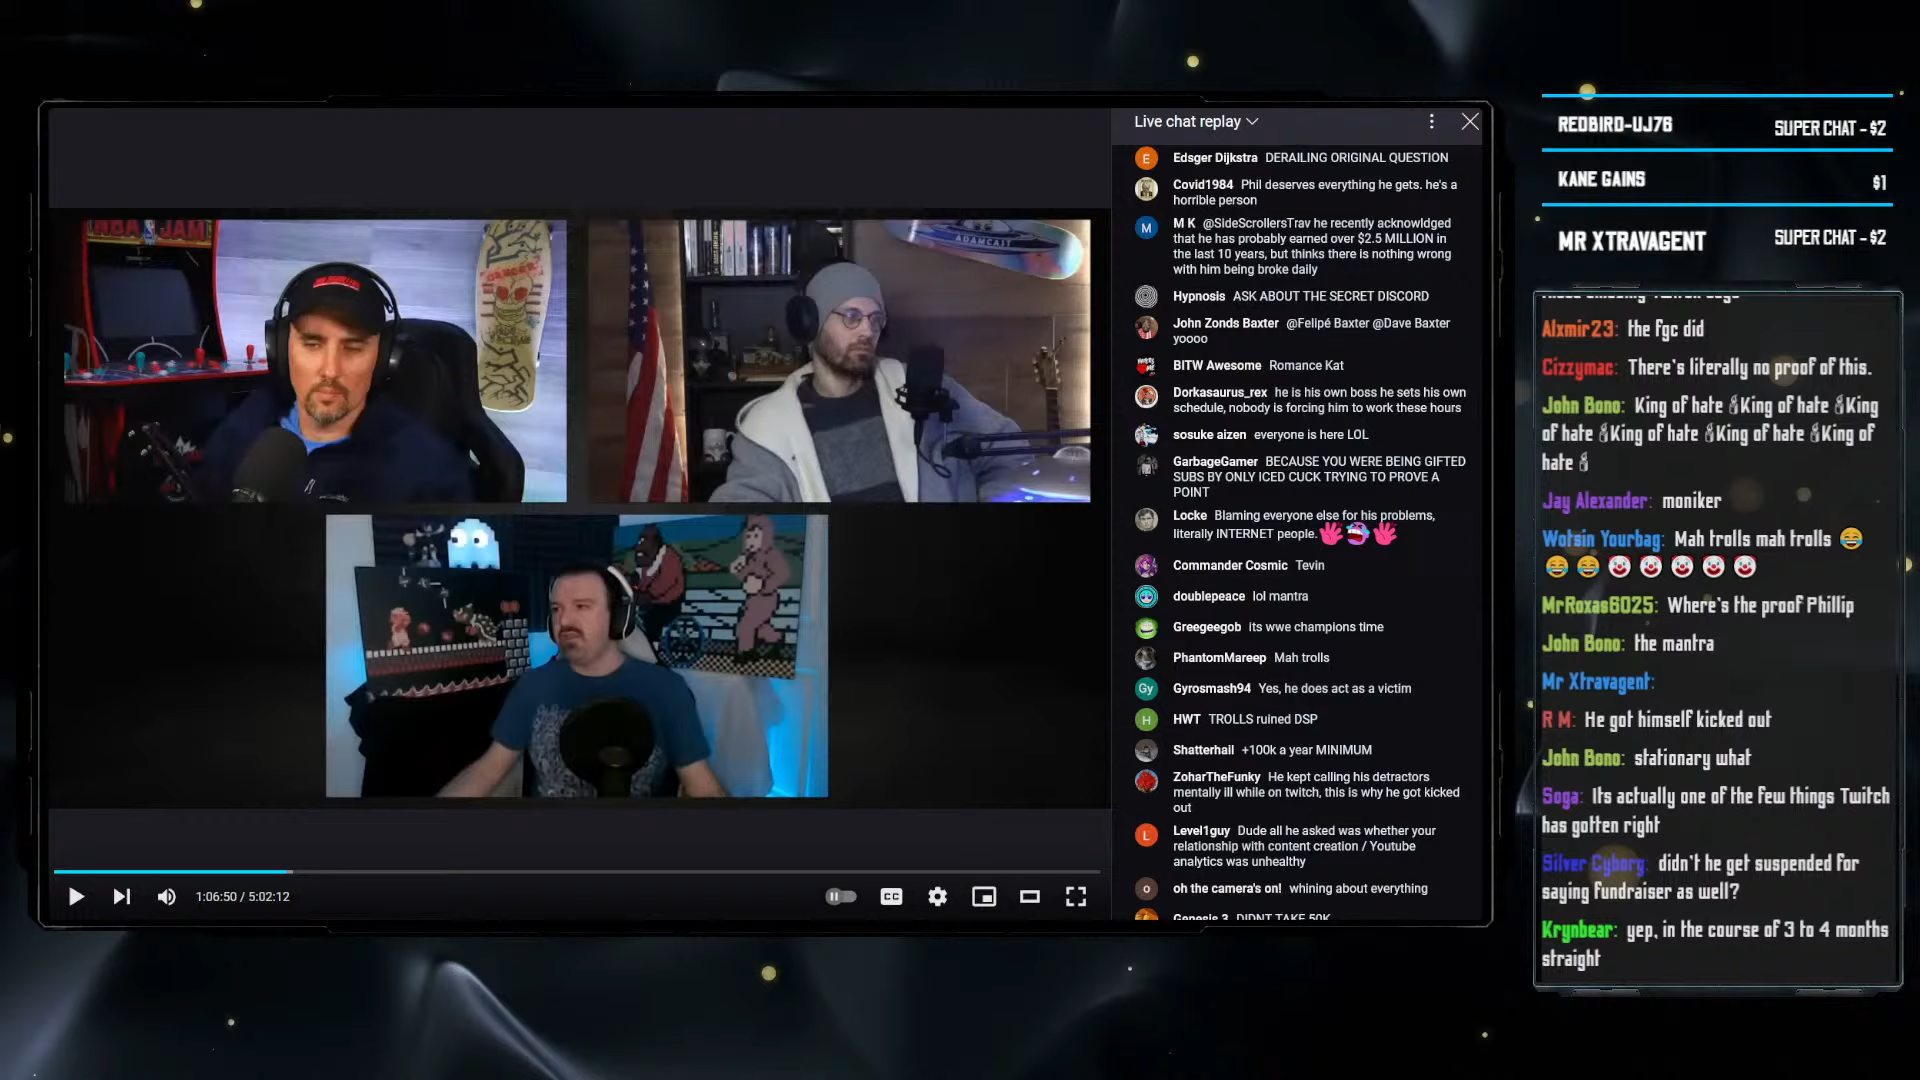 NBA JAM
ADAMCAST
Live chat replay
E Edsger Dijkstra DERAILING ORIGINAL QUESTION
Covid1984 Phil deserves everything he gets. he's a
horrible person
M M K @SideScrollersTrav he recently acknowldged
that he has probably earned over $2.5 MILLION in
the last 10 years, but thinks there is nothing wrong
with him being broke daily
Hypnosis ASK ABOUT THE SECRET DISCORD
John Zonds Baxter @Felipé Baxter @Dave Baxter
yoooo
BITW Awesome Romance Kat
Dorkasaurus_rex he is his own boss he sets his own
schedule, nobody is forcing him to work these hours
sosuke aizen everyone is here LOL
GarbageGamer BECAUSE YOU WERE BEING GIFTED
SUBS BY ONLY ICED CUCK TRYING TO PROVE A
POINT
Locke Blaming everyone else for his problems,
literally INTERNET people.
Commander Cosmic Tevin
doublepeace lol mantra
Greegeegob its wwe champions time
PhantomMareep Mah trolls
Gy Gyrosmash94 Yes, he does act as a victim
H HWT TROLLS ruined DSP
Shatterhail +100k a year MINIMUM
ZoharTheFunky He kept calling his detractors
mentally ill while on twitch, this is why he got kicked
out
L Level1guy Dude all he asked was whether your
relationship with content creation / Youtube
analytics was unhealthy
o oh the camera's on! whining about everything
Genesis 3 DIDNT TAKE 50K
1:06:50 / 5:02:12
CC
REDBIRD-UJ76 SUPER CHAT - $2
KANE GAINS $1
MR XTRAVAGENT SUPER CHAT - $2
Alxmir23: the fgc did
Cizzymac: There's literally no proof of this.
John Bono: King of hate King of hate King
of hate King of hate King of hate King of
hate
Jay Alexander: moniker
Wotsin Yourbag: Mah trolls mah trolls 😂
😂 😂 🤡 🤡 🤡 🤡 🤡
MrRoxas6025: Where's the proof Phillip
John Bono: the mantra
Mr Xtravagent:
R M: He got himself kicked out
John Bono: stationary what
Soga: Its actually one of the few things Twitch
has gotten right
Silver Cyborg: didn't he get suspended for
saying fundraiser as well?
Krynbear: yep, in the course of 3 to 4 months
straight